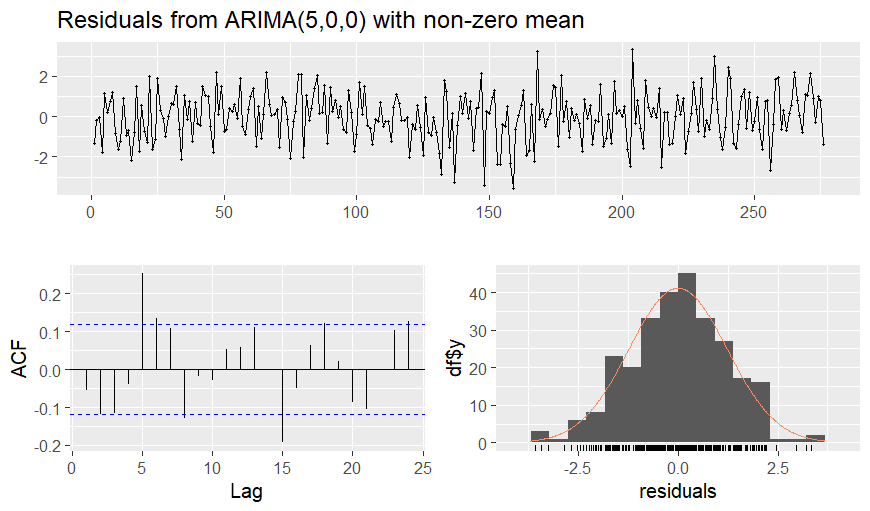 Residuals from ARIMA(5,0,0) with non-zero mean
2
0
-2
0 50 100 150 200 250
ACF
0.2
0.1
0.0
-0.1
-0.2
0 5 10 15 20 25
Lag
df$y
40
30
20
10
0
-2.5 0.0 2.5
residuals